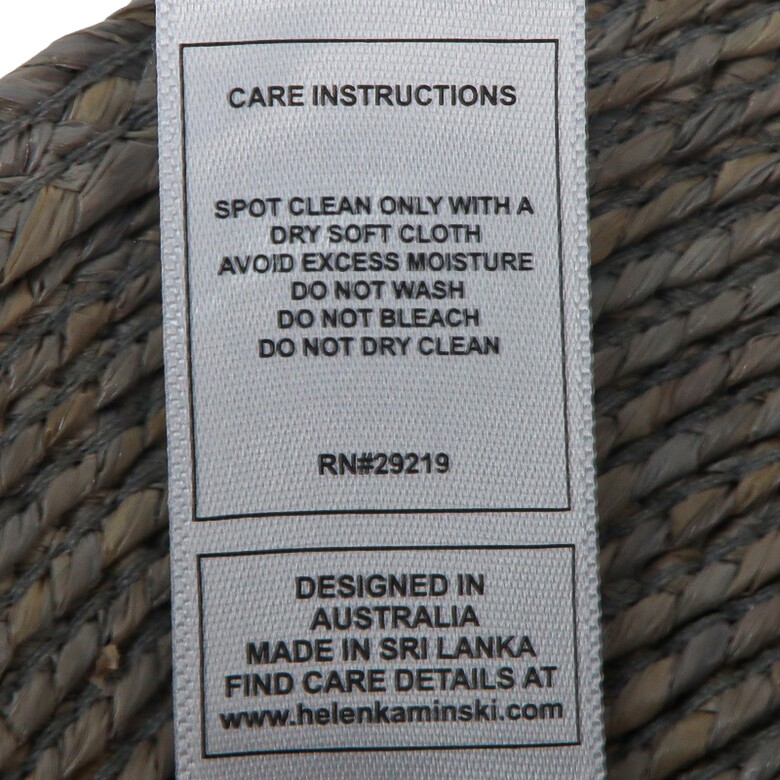 CARE INSTRUCTIONS
SPOT CLEAN ONLY WITH A
DRY SOFT CLOTH
AVOID EXCESS MOISTURE
DO NOT WASH
DO NOT BLEACH
DO NOT DRY CLEAN
RN#29219
DESIGNED IN
AUSTRALIA
MADE IN SRI LANKA
FIND CARE DETAILS AT
www.helenkaminski.com